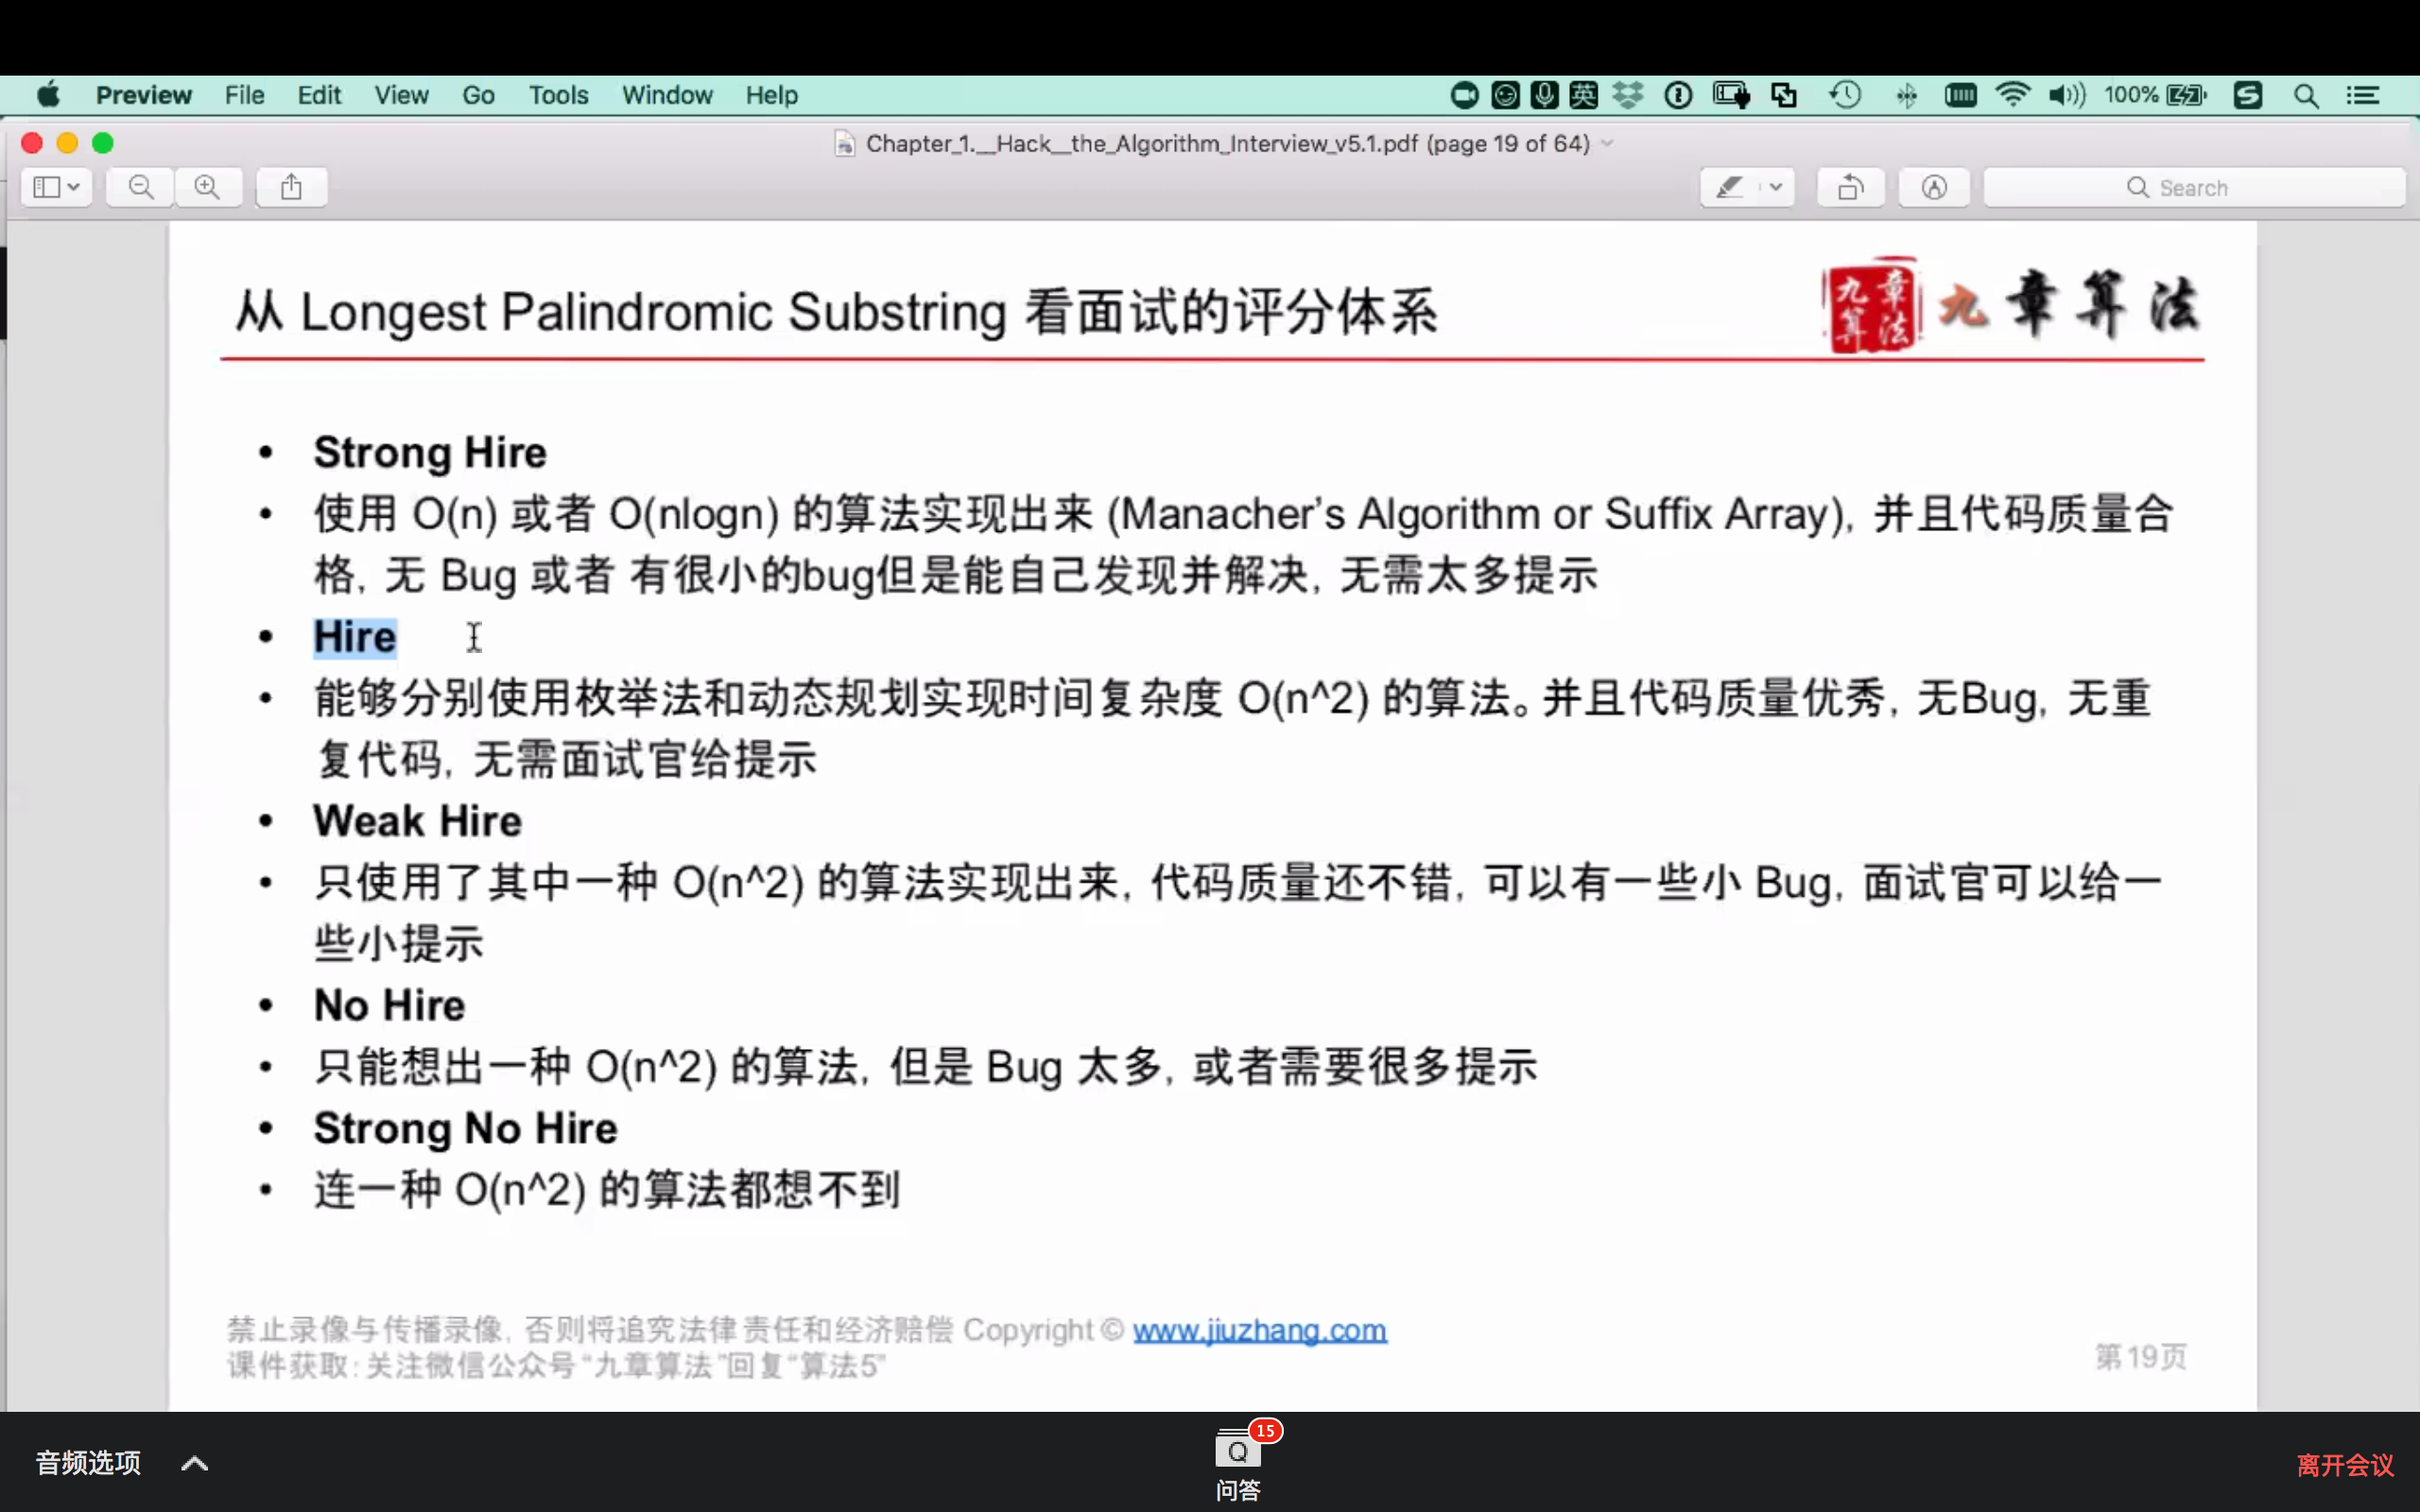 Preview File Edit View Go Tools Window Help 英 100%
Chapter_1.__Hack__the_Algorithm_Interview_v5.1.pdf (page 19 of 64)
Search
从 Longest Palindromic Substring 看面试的评分体系
九章算法 九章算法
• Strong Hire
• 使用 O(n) 或者 O(nlogn) 的算法实现出来 (Manacher’s Algorithm or Suffix Array), 并且代码质量合
格, 无 Bug 或者 有很小的bug但是能自己发现并解决, 无需太多提示
• Hire
• 能够分别使用枚举法和动态规划实现时间复杂度 O(n^2) 的算法。并且代码质量优秀, 无Bug, 无重
复代码, 无需面试官给提示
• Weak Hire
• 只使用了其中一种 O(n^2) 的算法实现出来, 代码质量还不错, 可以有一些小 Bug, 面试官可以给一
些小提示
• No Hire
• 只能想出一种 O(n^2) 的算法, 但是 Bug 太多, 或者需要很多提示
• Strong No Hire
• 连一种 O(n^2) 的算法都想不到
禁止录像与传播录像, 否则将追究法律责任和经济赔偿 Copyright © www.jiuzhang.com
课件获取: 关注微信公众号“九章算法”回复“算法5”
第19页
音频选项
15
Q
问答
离开会议